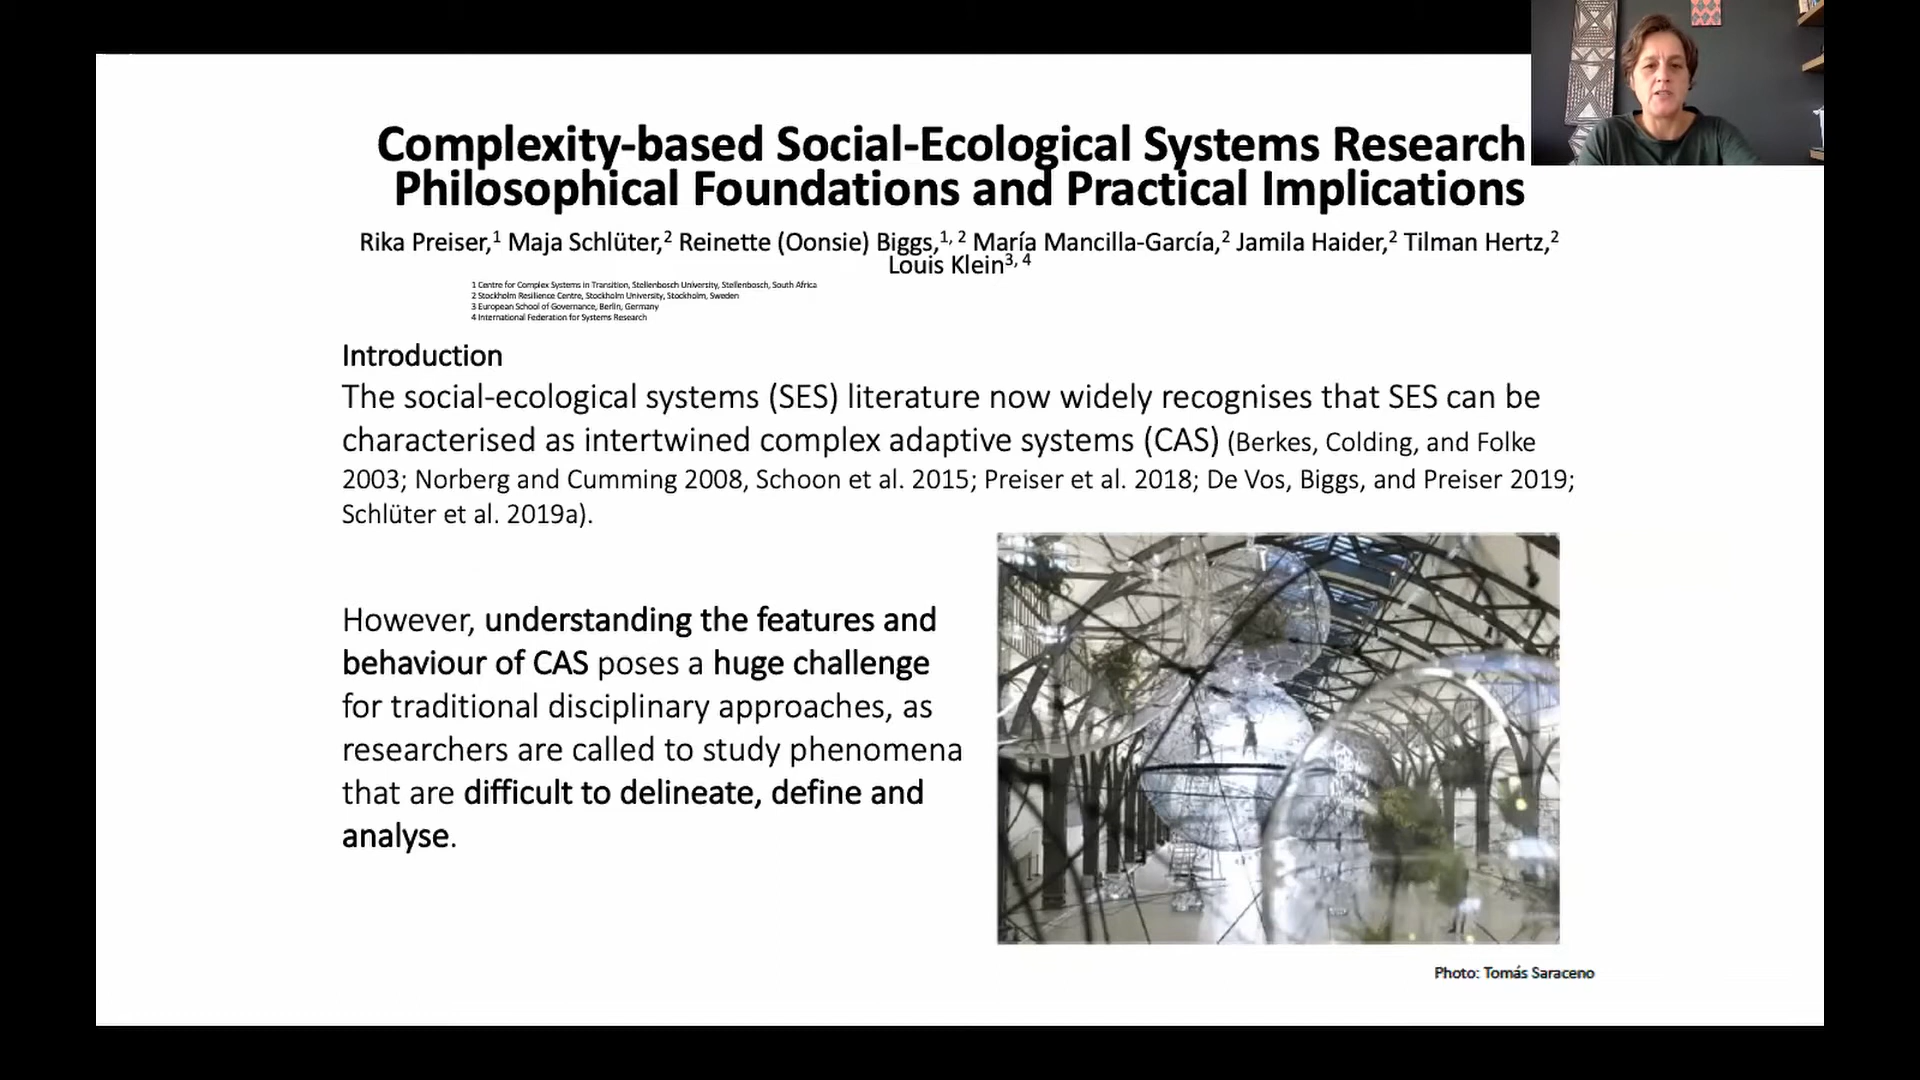 Complexity-based Social-Ecological Systems Research
Philosophical Foundations and Practical Implications
Rika Preiser,1 Maja Schlüter,2 Reinette (Oonsie) Biggs,1, 2 María Mancilla-García,2 Jamila Haider,2 Tilman Hertz,2
Louis Klein3, 4
1 Centre for Complex Systems in Transition, Stellenbosch University, Stellenbosch, South Africa
2 Stockholm Resilience Centre, Stockholm University, Stockholm, Sweden
3 European School of Governance, Berlin, Germany
4 International Federation for Systems Research
Introduction
The social-ecological systems (SES) literature now widely recognises that SES can be
characterised as intertwined complex adaptive systems (CAS) (Berkes, Colding, and Folke
2003; Norberg and Cumming 2008, Schoon et al. 2015; Preiser et al. 2018; De Vos, Biggs, and Preiser 2019;
Schlüter et al. 2019a).
However, understanding the features and
behaviour of CAS poses a huge challenge
for traditional disciplinary approaches, as
researchers are called to study phenomena
that are difficult to delineate, define and
analyse.
Photo: Tomás Saraceno